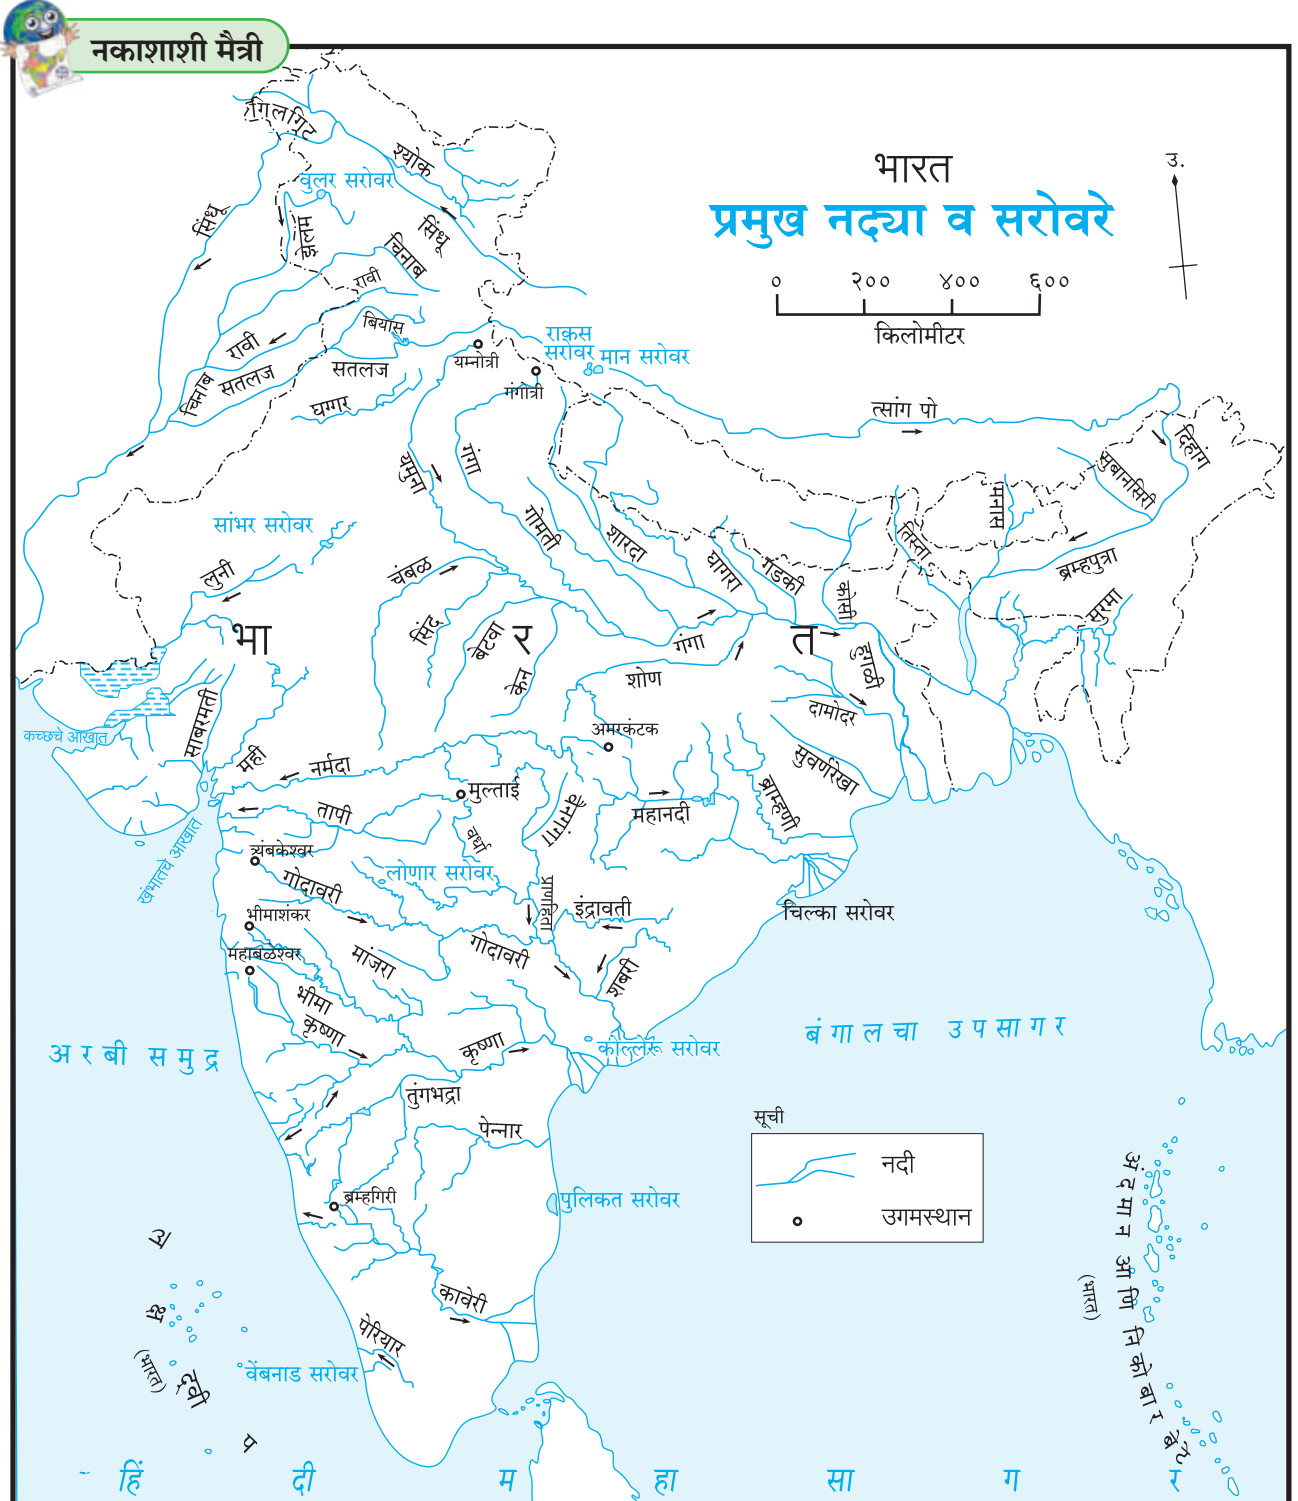 नकाशाशी मैत्री
भारत
प्रमुख नद्या व सरोवरे
उ.
० २०० ४०० ६००
किलोमीटर
गिलगिट
श्योक
वुलर सरोवर
सिंधू
झेलम
सिंधू
चिनाब
रावी
बियास
रावी
सतलज
चिनाब
सतलज
घग्गर
यम्नोत्री
गंगोत्री
राकस
सरोवर
मान सरोवर
त्सांग पो
दिहांग
सुबानसिरी
मनास
ब्रम्हपुत्रा
सुरमा
तिस्ता
यमुना
गंगा
गोमती
शारदा
घागरा
गंडकी
कोसी
सांभर सरोवर
लुनी
चंबळ
सिंद
बेटवा
केन
भा र त
गंगा
हुगळी
शोण
दामोदर
अमरकंटक
सुवर्णरेखा
ब्राम्हणी
महानदी
कच्छचे आखात
साबरमती
मही
नर्मदा
मुल्ताई
तापी
वर्धा
वैनगंगा
खंभातचे आखात
त्र्यंबकेश्वर
लोणार सरोवर
गोदावरी
प्राणहिता
इंद्रावती
चिल्का सरोवर
भीमाशंकर
महाबळेश्वर
मांजरा
गोदावरी
शबरी
भीमा
कृष्णा
कृष्णा
कोल्लेरू सरोवर
अरबी समुद्र
बंगालचा उपसागर
तुंगभद्रा
पेन्नार
सूची
नदी
उगमस्थान
ब्रम्हगिरी
पुलिकत सरोवर
कावेरी
पेरियार
वेंबनाड सरोवर
लक्षद्वीप
(भारत)
अंदमान आणि निकोबार बेटे
(भारत)
हिंदी महासागर